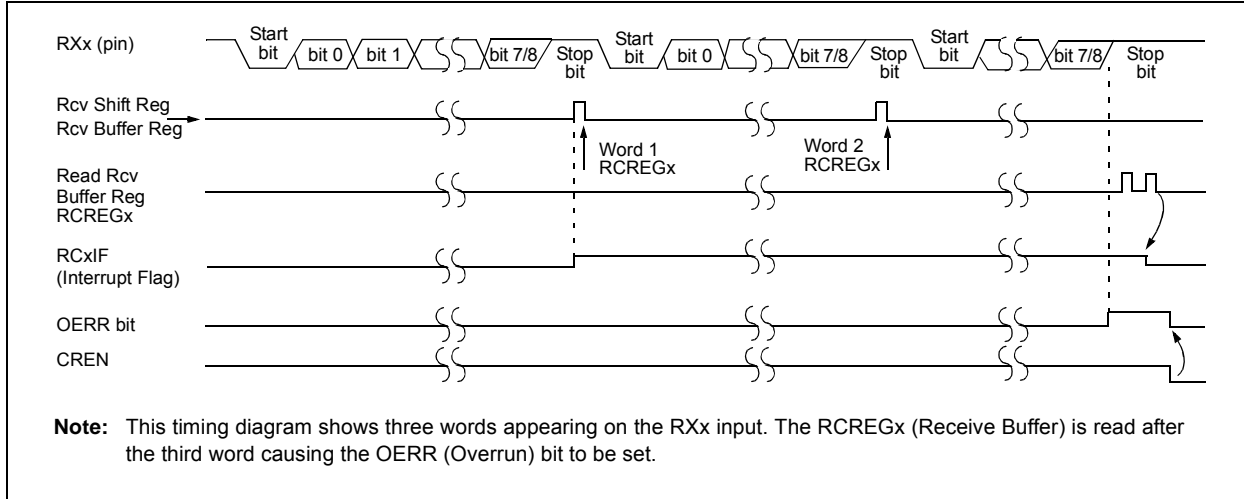 RXx (pin)
Start bit
bit 0
bit 1
bit 7/8
Stop bit
Start bit
bit 0
bit 7/8
Stop bit
Start bit
bit 7/8
Stop bit
Rcv Shift Reg
Rcv Buffer Reg
Word 1
RCREGx
Word 2
RCREGx
Read Rcv
Buffer Reg
RCREGx
RCxIF
(Interrupt Flag)
OERR bit
CREN
Note: This timing diagram shows three words appearing on the RXx input. The RCREGx (Receive Buffer) is read after
the third word causing the OERR (Overrun) bit to be set.